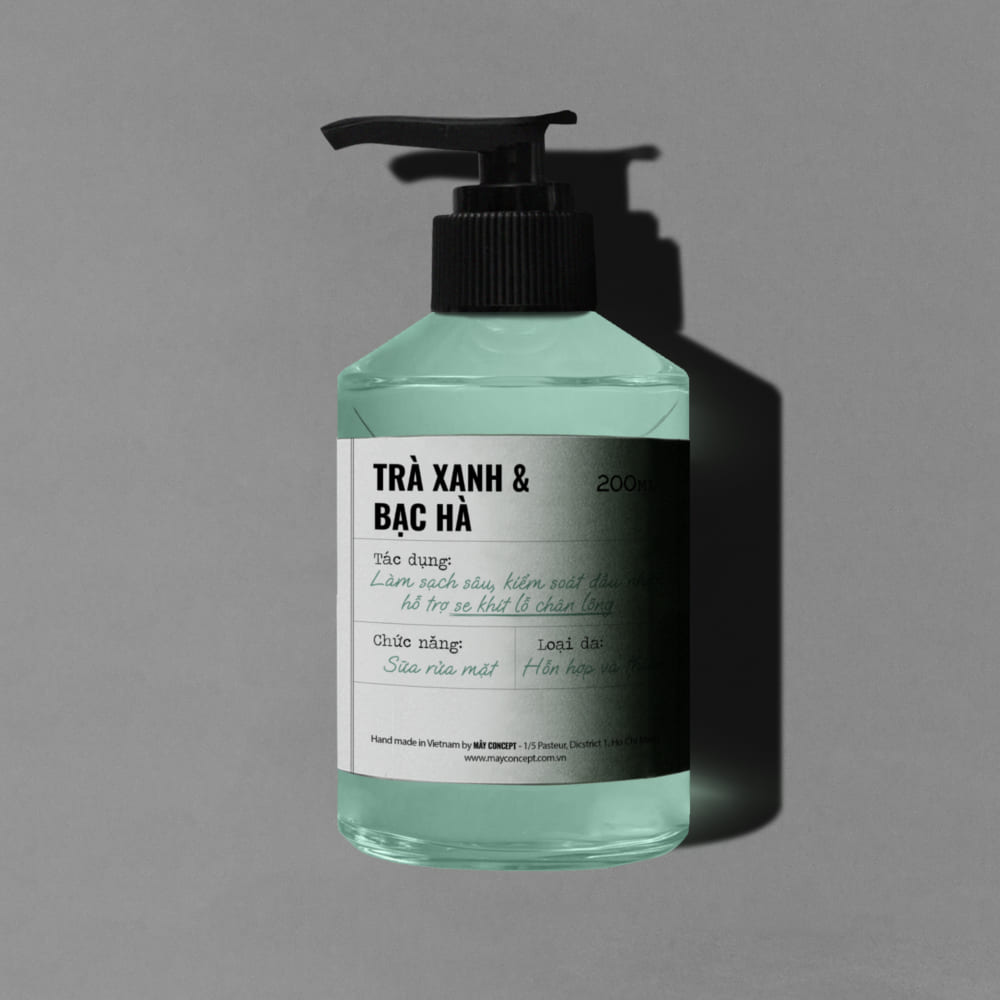 TRÀ XANH &
BẠC HÀ
200ML
Tác dụng:
Làm sạch sâu, kiểm soát dầu nhờn
hỗ trợ se khít lỗ chân lông
Chức năng:
Sữa rửa mặt
Loại da:
Hỗn hợp và
Hand made in Vietnam by MÂY CONCEPT - 1/5 Pasteur, Dicstrict 1, Ho Chi Minh
www.mayconcept.com.vn